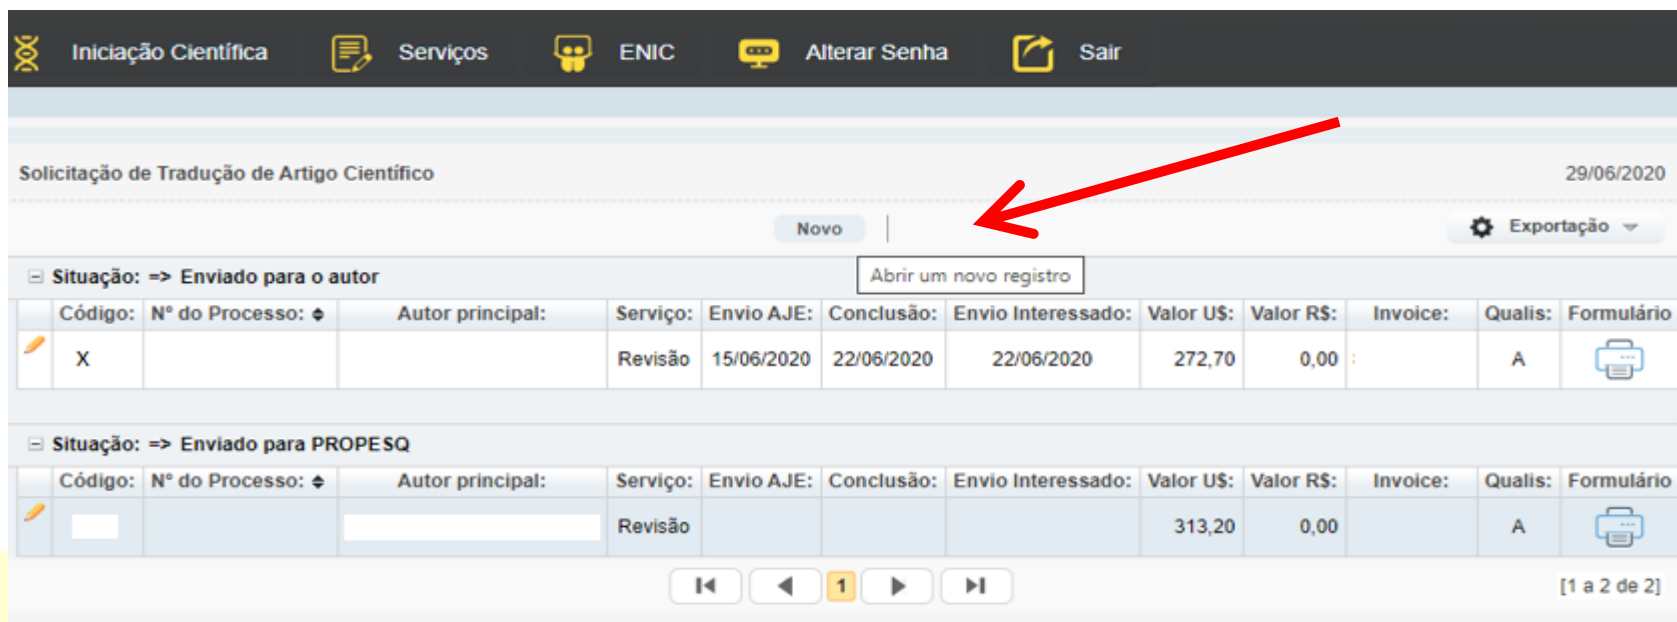 Iniciação Científica Serviços ENIC Alterar Senha Sair
Solicitação de Tradução de Artigo Científico 29/06/2020
Novo Exportação
Situação: => Enviado para o autor Abrir um novo registro
Código: Nº do Processo: Autor principal: Serviço: Envio AJE: Conclusão: Envio Interessado: Valor U$: Valor R$: Invoice: Qualis: Formulário
X Revisão 15/06/2020 22/06/2020 22/06/2020 272,70 0,00 A
Situação: => Enviado para PROPESQ
Código: Nº do Processo: Autor principal: Serviço: Envio AJE: Conclusão: Envio Interessado: Valor U$: Valor R$: Invoice: Qualis: Formulário
Revisão 313,20 0,00 A
1 [1 a 2 de 2]